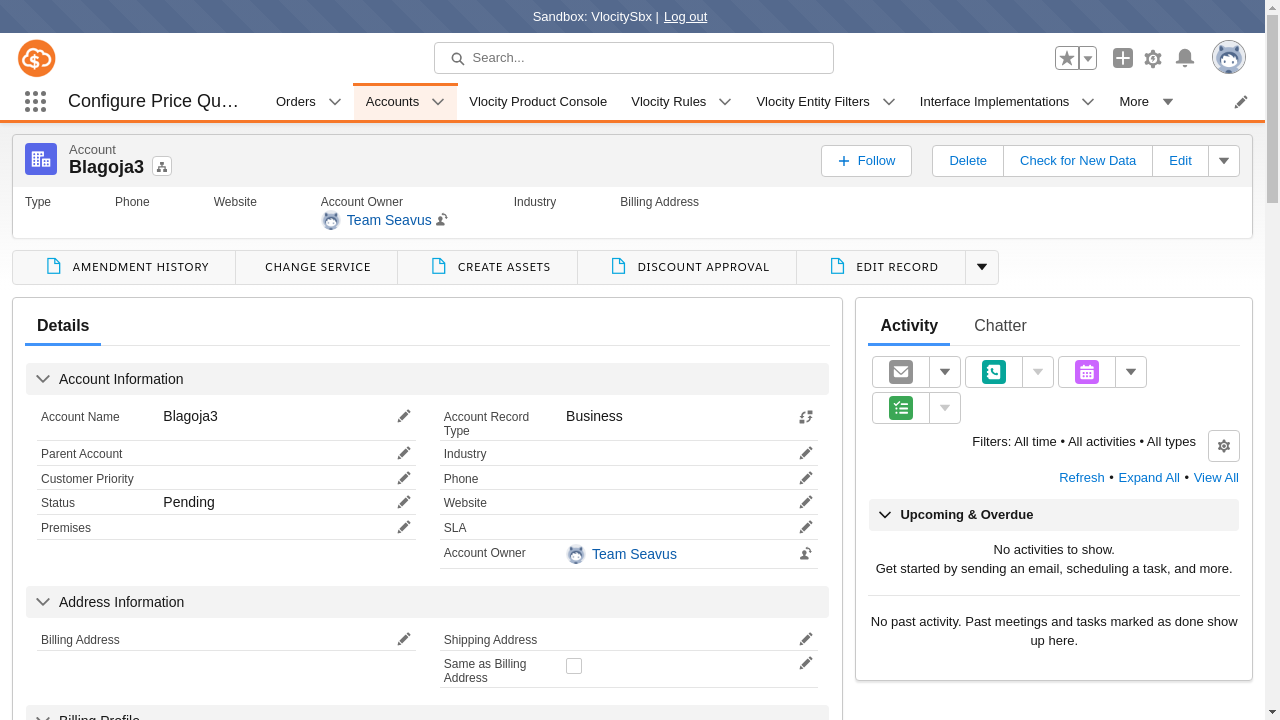 Sandbox: VlocitySbx | Log out
Search...
Configure Price Qu…
Orders
Accounts
Vlocity Product Console
Vlocity Rules
Vlocity Entity Filters
Interface Implementations
More
Account
Blagoja3
Follow
Delete
Check for New Data
Edit
Type
Phone
Website
Account Owner
Industry
Billing Address
Team Seavus
AMENDMENT HISTORY
CHANGE SERVICE
CREATE ASSETS
DISCOUNT APPROVAL
EDIT RECORD
Details
Account Information
Account Name
Blagoja3
Account Record
Type
Business
Parent Account
Industry
Customer Priority
Phone
Status
Pending
Website
Premises
SLA
Account Owner
Team Seavus
Address Information
Billing Address
Shipping Address
Same as Billing
Address
Billing Profile
Activity
Chatter
Filters: All time • All activities • All types
Refresh • Expand All • View All
Upcoming & Overdue
No activities to show.
Get started by sending an email, scheduling a task, and more.
No past activity. Past meetings and tasks marked as done show
up here.